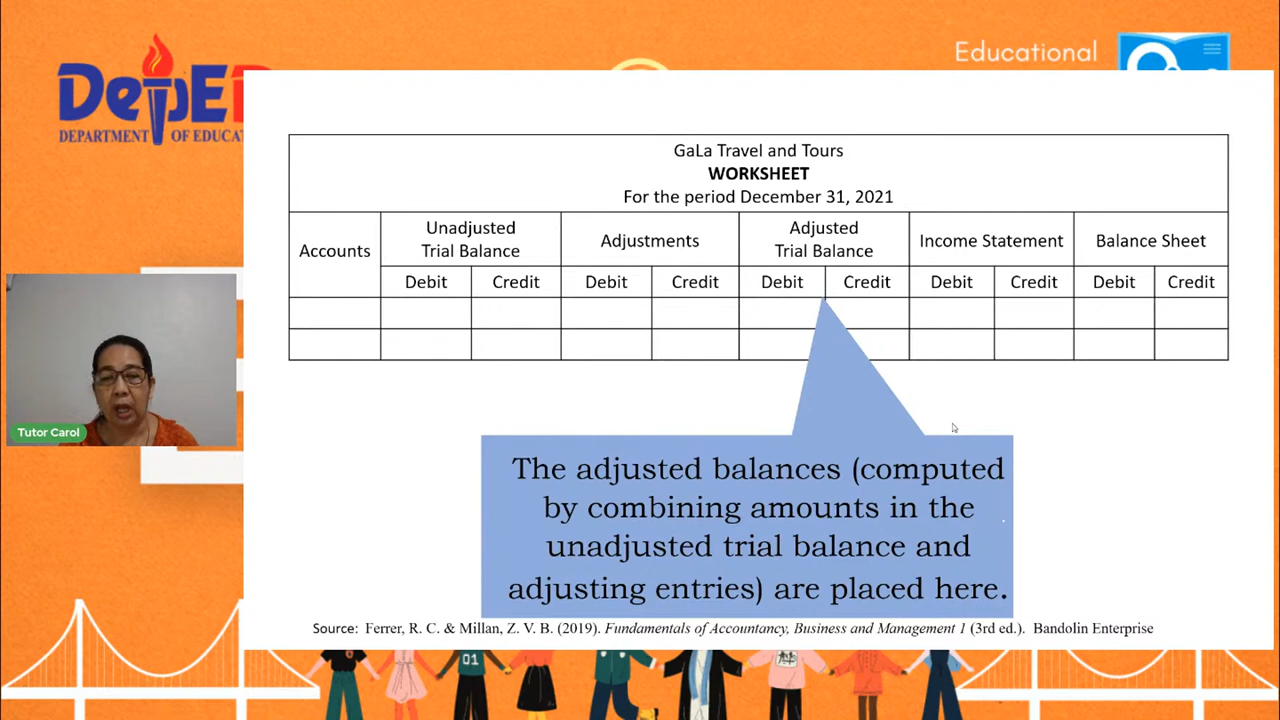 Educational
DepE
DEPARTMENT OF EDUCA
GaLa Travel and Tours
WORKSHEET
For the period December 31, 2021
Accounts
Unadjusted
Trial Balance
Adjustments
Adjusted
Trial Balance
Income Statement
Balance Sheet
Debit Credit Debit Credit Debit Credit Debit Credit Debit Credit
Tutor Carol
The adjusted balances (computed
by combining amounts in the
unadjusted trial balance and
adjusting entries) are placed here.
Source: Ferrer, R. C. & Millan, Z. V. B. (2019). Fundamentals of Accountancy, Business and Management 1 (3rd ed.). Bandolin Enterprise
01